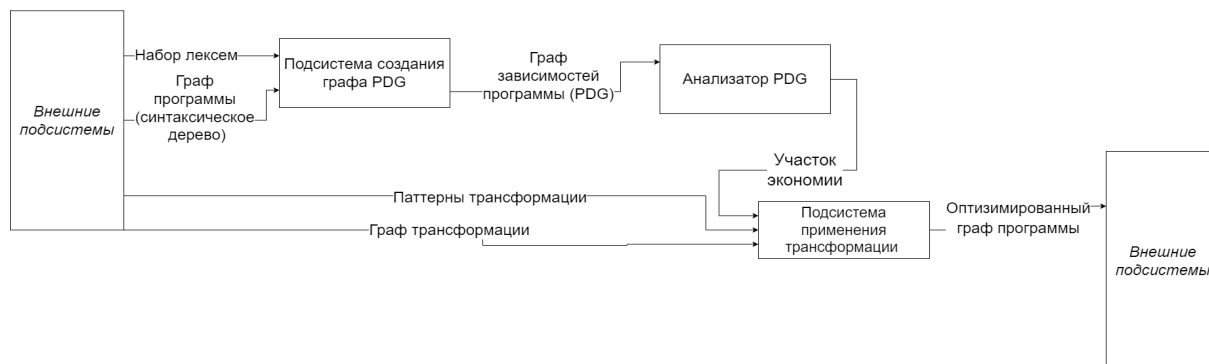 Внешние
подсистемы
Набор лексем
Граф
программы
(синтаксическое
дерево)
Подсистема создания
графа PDG
Граф
зависимостей
программы (PDG)
Анализатор PDG
Участок
экономии
Паттерны трансформации
Граф трансформации
Подсистема
применения
трансформации
Оптизимированный
граф программы
Внешние
подсистемы